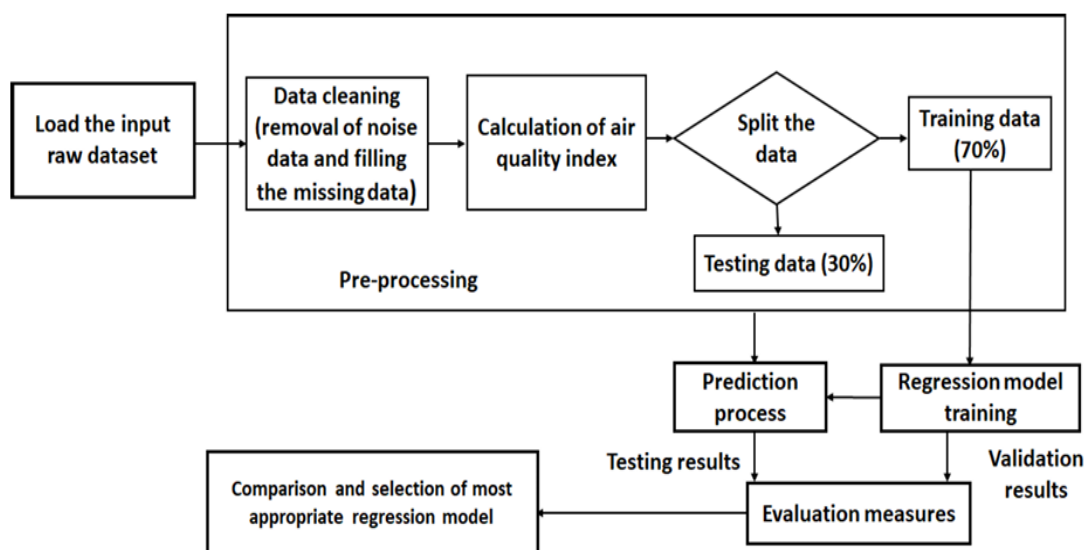 Load the input
raw dataset
Data cleaning
(removal of noise
data and filling
the missing data)
Calculation of air
quality index
Split the
data
Training data
(70%)
Testing data (30%)
Pre-processing
Prediction
process
Regression model
training
Testing results
Validation
results
Evaluation measures
Comparison and selection of most
appropriate regression model